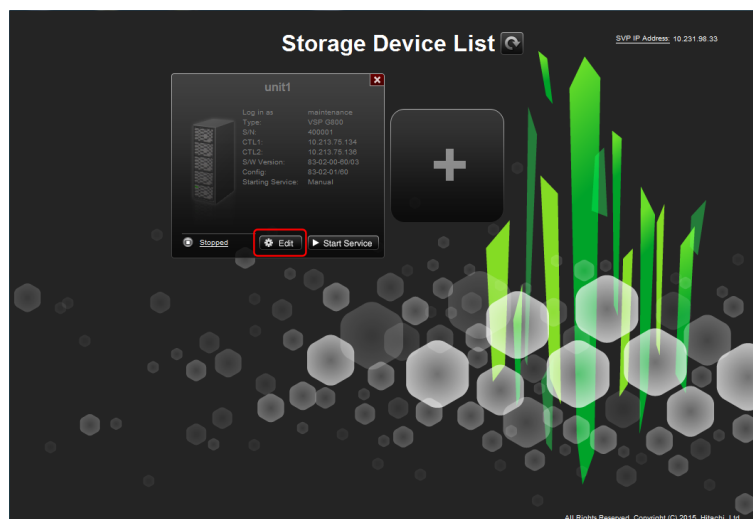 Storage Device List
SVP IP Address: 10.231.98.33
unit1
Log in as maintenance
Type: VSP G800
S/N: 400001
CTL1: 10.213.75.134
CTL2: 10.213.75.135
S/W Version: 83-02-00-60/03
Config: 83-02-01/60
Starting Service: Manual
Stopped
Edit
Start Service
All Rights Reserved. Copyright (C) 2015, Hitachi, Ltd.